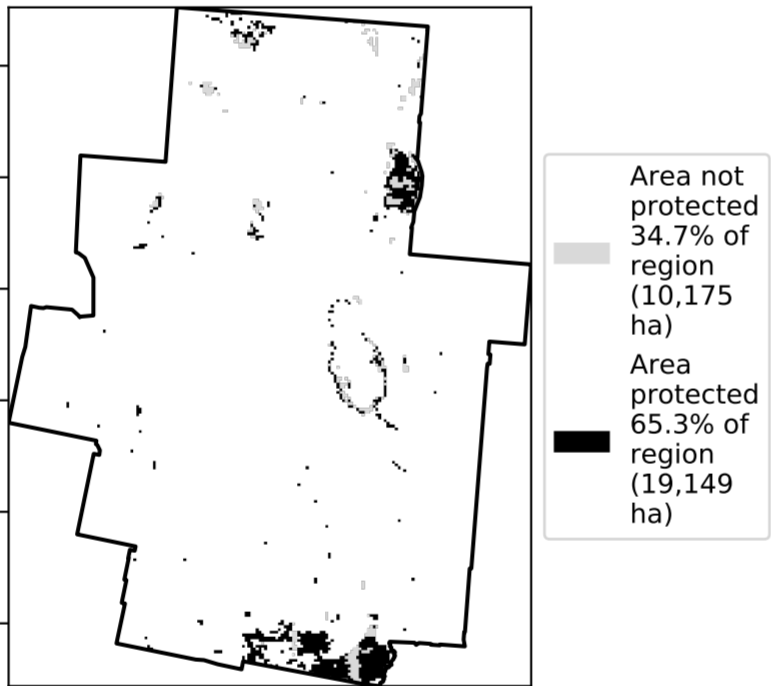 Area not
protected
34.7% of
region
(10,175
ha)
Area
protected
65.3% of
region
(19,149
ha)